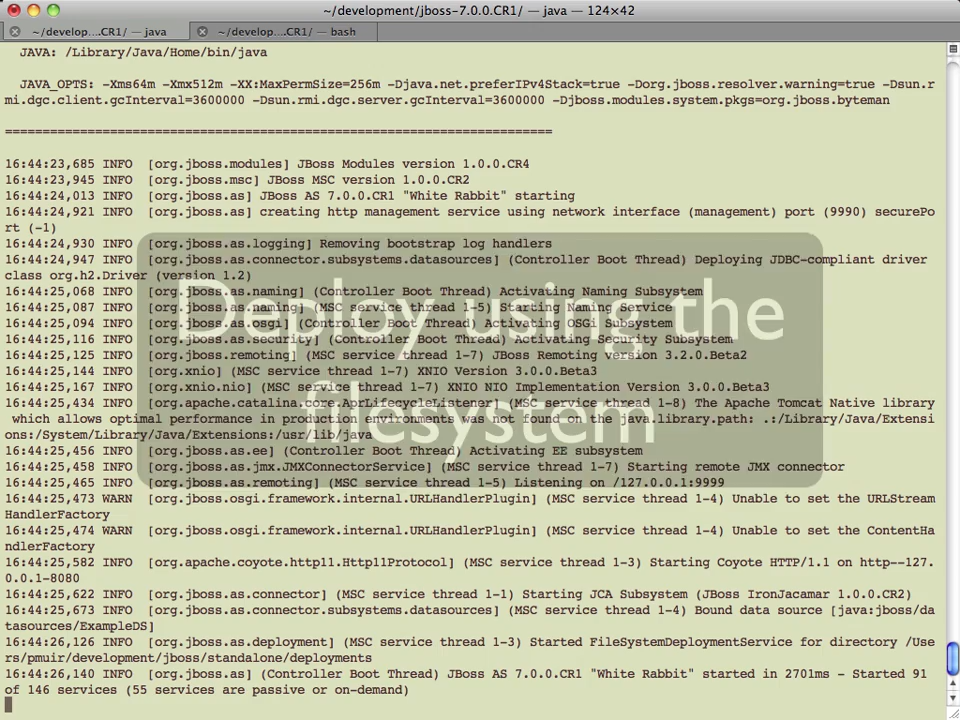 ~/development/jboss-7.0.0.CR1/ — java — 124×42
~/develop....CR1/ — java
~/develop....CR1/ — bash
JAVA: /Library/Java/Home/bin/java
JAVA_OPTS: -Xms64m -Xmx512m -XX:MaxPermSize=256m -Djava.net.preferIPv4Stack=true -Dorg.jboss.resolver.warning=true -Dsun.r
mi.dgc.client.gcInterval=3600000 -Dsun.rmi.dgc.server.gcInterval=3600000 -Djboss.modules.system.pkgs=org.jboss.byteman
=========================================================================
16:44:23,685 INFO  [org.jboss.modules] JBoss Modules version 1.0.0.CR4
16:44:23,945 INFO  [org.jboss.msc] JBoss MSC version 1.0.0.CR2
16:44:24,013 INFO  [org.jboss.as] JBoss AS 7.0.0.CR1 "White Rabbit" starting
16:44:24,921 INFO  [org.jboss.as] creating http management service using network interface (management) port (9990) securePo
rt (-1)
16:44:24,930 INFO  [org.jboss.as.logging] Removing bootstrap log handlers
16:44:24,947 INFO  [org.jboss.as.connector.subsystems.datasources] (Controller Boot Thread) Deploying JDBC-compliant driver
class org.h2.Driver (version 1.2)
16:44:25,068 INFO  [org.jboss.as.naming] (Controller Boot Thread) Activating Naming Subsystem
16:44:25,087 INFO  [org.jboss.as.naming] (MSC service thread 1-5) Starting Naming Service
16:44:25,094 INFO  [org.jboss.as.osgi] (Controller Boot Thread) Activating OSGi Subsystem
16:44:25,116 INFO  [org.jboss.as.security] (Controller Boot Thread) Activating Security Subsystem
16:44:25,125 INFO  [org.jboss.remoting] (MSC service thread 1-7) JBoss Remoting version 3.2.0.Beta2
16:44:25,144 INFO  [org.xnio] (MSC service thread 1-7) XNIO Version 3.0.0.Beta3
16:44:25,167 INFO  [org.xnio.nio] (MSC service thread 1-7) XNIO NIO Implementation Version 3.0.0.Beta3
16:44:25,434 INFO  [org.apache.catalina.core.AprLifecycleListener] (MSC service thread 1-8) The Apache Tomcat Native library
which allows optimal performance in production environments was not found on the java.library.path: .:/Library/Java/Extensi
ons:/System/Library/Java/Extensions:/usr/lib/java
16:44:25,456 INFO  [org.jboss.as.ee] (Controller Boot Thread) Activating EE subsystem
16:44:25,458 INFO  [org.jboss.as.jmx.JMXConnectorService] (MSC service thread 1-7) Starting remote JMX connector
16:44:25,465 INFO  [org.jboss.as.remoting] (MSC service thread 1-5) Listening on /127.0.0.1:9999
16:44:25,473 WARN  [org.jboss.osgi.framework.internal.URLHandlerPlugin] (MSC service thread 1-4) Unable to set the URLStream
HandlerFactory
16:44:25,474 WARN  [org.jboss.osgi.framework.internal.URLHandlerPlugin] (MSC service thread 1-4) Unable to set the ContentHa
ndlerFactory
16:44:25,582 INFO  [org.apache.coyote.http11.Http11Protocol] (MSC service thread 1-3) Starting Coyote HTTP/1.1 on http--127.
0.0.1-8080
16:44:25,622 INFO  [org.jboss.as.connector] (MSC service thread 1-1) Starting JCA Subsystem (JBoss IronJacamar 1.0.0.CR2)
16:44:25,673 INFO  [org.jboss.as.connector.subsystems.datasources] (MSC service thread 1-4) Bound data source [java:jboss/da
tasources/ExampleDS]
16:44:26,126 INFO  [org.jboss.as.deployment] (MSC service thread 1-3) Started FileSystemDeploymentService for directory /Use
rs/pmuir/development/jboss/standalone/deployments
16:44:26,140 INFO  [org.jboss.as] (Controller Boot Thread) JBoss AS 7.0.0.CR1 "White Rabbit" started in 2701ms - Started 91
of 146 services (55 services are passive or on-demand)
Deploy using the
filesystem